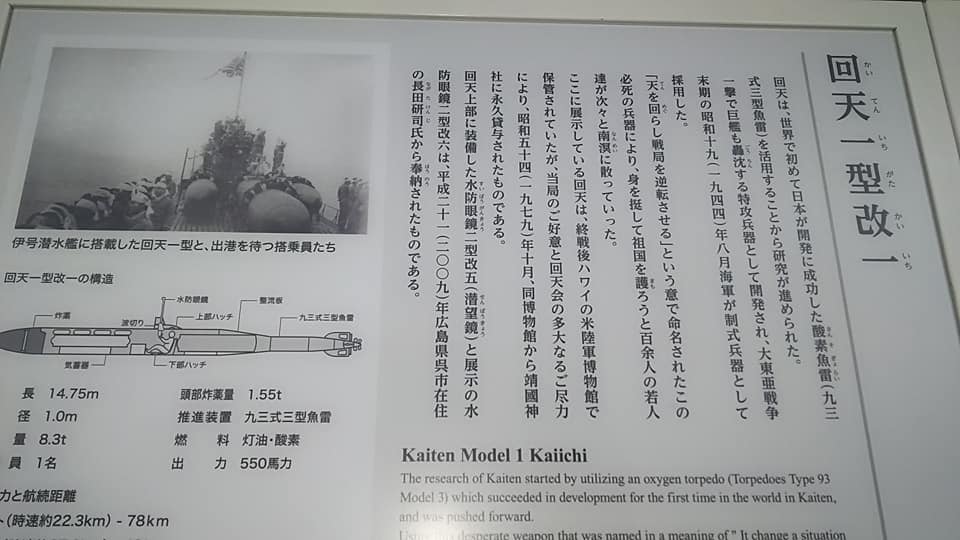 回天一型改一
回天は、世界で初めて日本が開発に成功した酸素魚雷(九三
式三型魚雷)を活用することから研究が進められた。
一撃で巨艦も轟沈する特攻兵器として開発され、大東亜戦争
末期の昭和十九(一九四四)年八月海軍が制式兵器として
採用した。
「天を回らし戦局を逆転させる」という意で命名されたこの
必死の兵器により、身を挺して祖国を護ろうと百余人の若人
達が次々と南溟に散っていった。
ここに展示している回天は、終戦後ハワイの米陸軍博物館で
保管されていたが、当局のご好意と回天会の多大なるご尽力
により、昭和五十四(一九七九)年十月、同博物館から靖國神
社に永久貸与されたものである。
回天上部に装備した水防眼鏡二型改五(潜望鏡)と展示の水
防眼鏡二型改六は、平成二十一(二〇〇九)年広島県呉市在住
の長田研司氏から奉納されたものである。
伊号潜水艦に搭載した回天一型と、出港を待つ搭乗員たち
回天一型改一の構造
炸薬
波切り
水防眼鏡
上部ハッチ
整流板
九三式三型魚雷
気蓄器
下部ハッチ
長 14.75m 頭部炸薬量 1.55t
径 1.0m 推進装置 九三式三型魚雷
量 8.3t 燃料 灯油・酸素
員 1名 出力 550馬力
力と航続距離
(時速約22.3km) - 78km
Kaiten Model 1 Kaiichi
The research of Kaiten started by utilizing an oxygen torpedo (Torpedoes Type 93
Model 3) which succeeded in development for the first time in the world in Kaiten,
and was pushed forward.
desperate weapon that was named in a meaning of " It change a situation